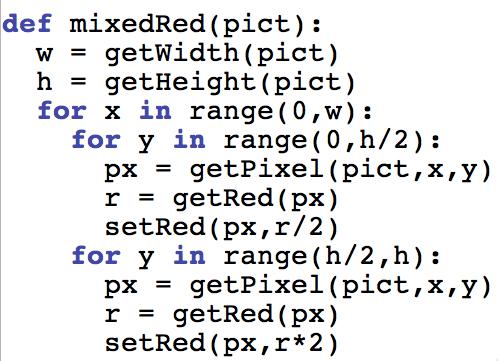 def mixedRed(pict):
  w = getWidth(pict)
  h = getHeight(pict)
  for x in range(0,w):
    for y in range(0,h/2):
      px = getPixel(pict,x,y)
      r = getRed(px)
      setRed(px,r/2)
    for y in range(h/2,h):
      px = getPixel(pict,x,y)
      r = getRed(px)
      setRed(px,r*2)